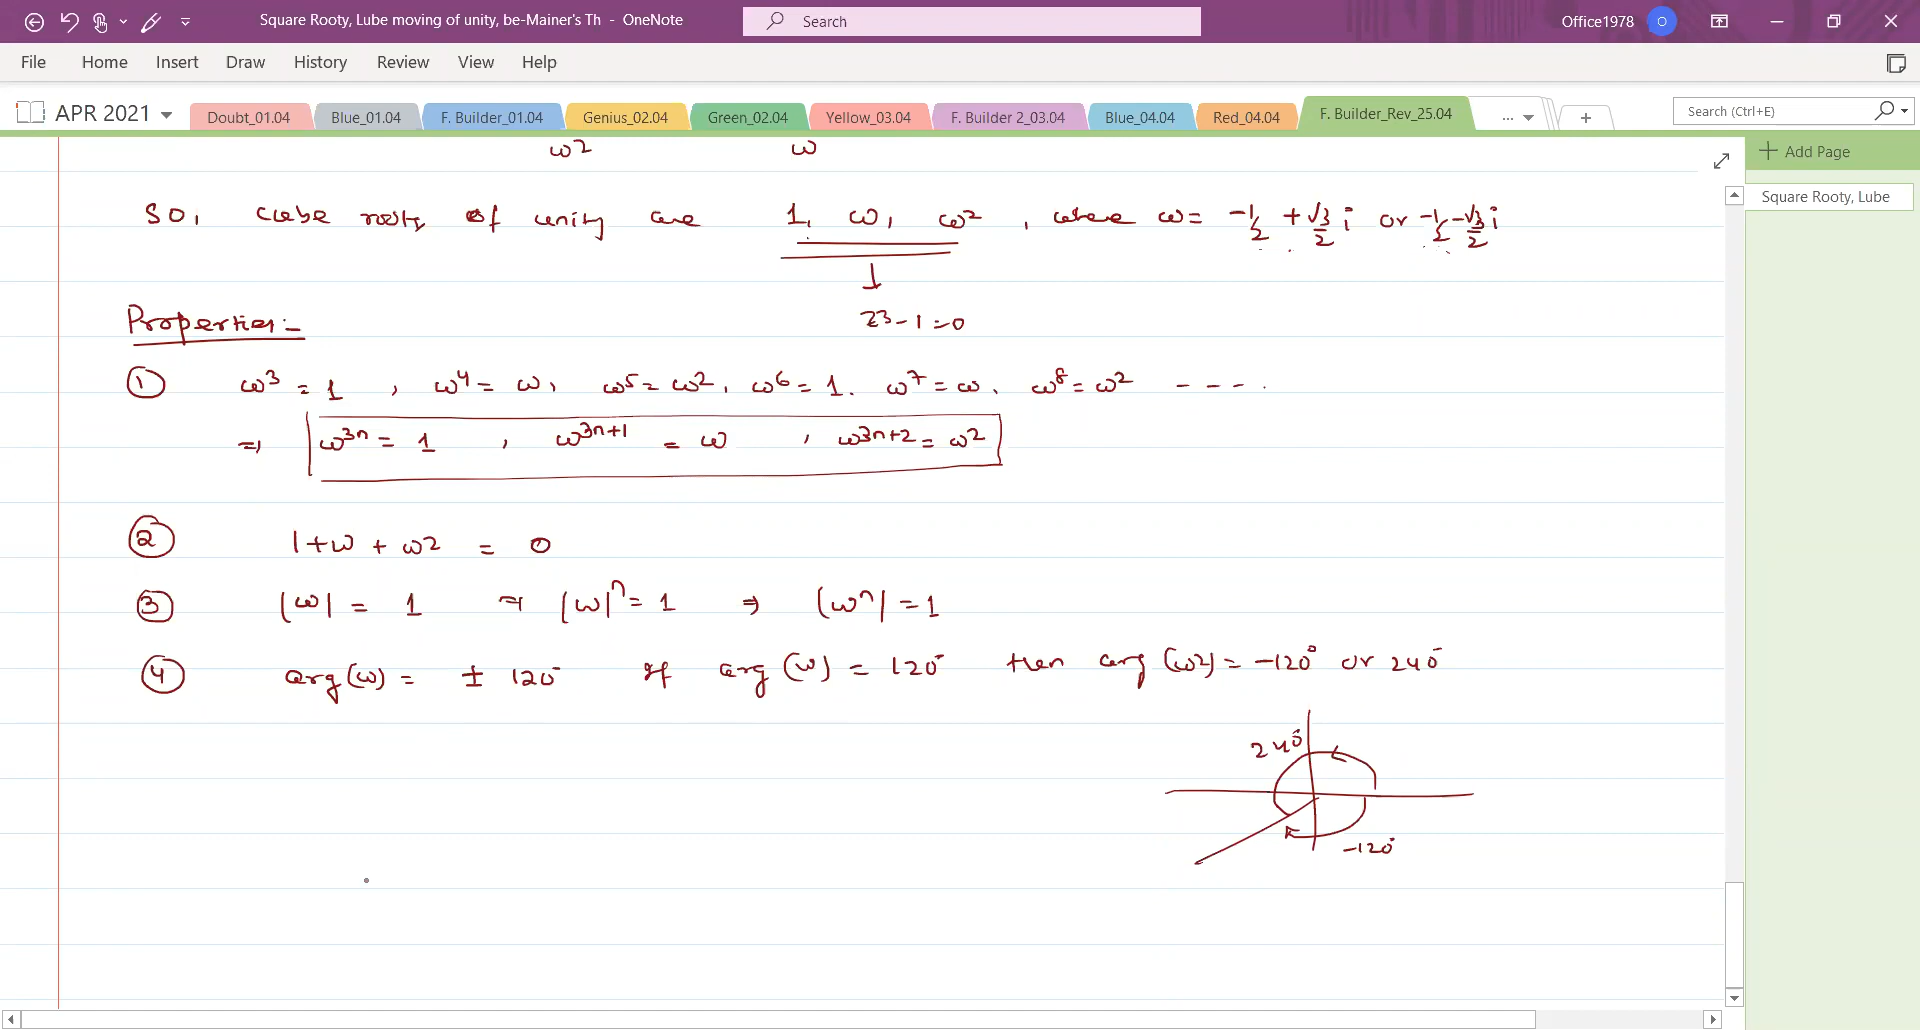 Square Rooty, Lube moving of unity, be-Mainer's Th - OneNote
Search
Office1978
O
File Home Insert Draw History Review View Help
APR 2021
Doubt_01.04 Blue_01.04 F. Builder_01.04 Genius_02.04 Green_02.04 Yellow_03.04 F. Builder 2_03.04 Blue_04.04 Red_04.04 F. Builder_Rev_25.04 ... +
Search (Ctrl+E)
+ Add Page
Square Rooty, Lube
ω² ω
So, cube roots of unity are 1, ω, ω², where ω = -1/2 + √3/2 i or -1/2 - √3/2 i
↓
z³ - 1 = 0
Properties:-
① ω³ = 1, ω⁴ = ω, ω⁵ = ω², ω⁶ = 1, ω⁷ = ω, ω⁸ = ω² - - - -
⇒ ω³ⁿ = 1, ω³ⁿ⁺¹ = ω, ω³ⁿ⁺² = ω²
② 1 + ω + ω² = 0
③ |ω| = 1 ⇒ |ω|ⁿ = 1 ⇒ |ωⁿ| = 1
④ arg(ω) = ± 120° If arg(ω) = 120° then arg(ω²) = -120° or 240°
240°
-120°